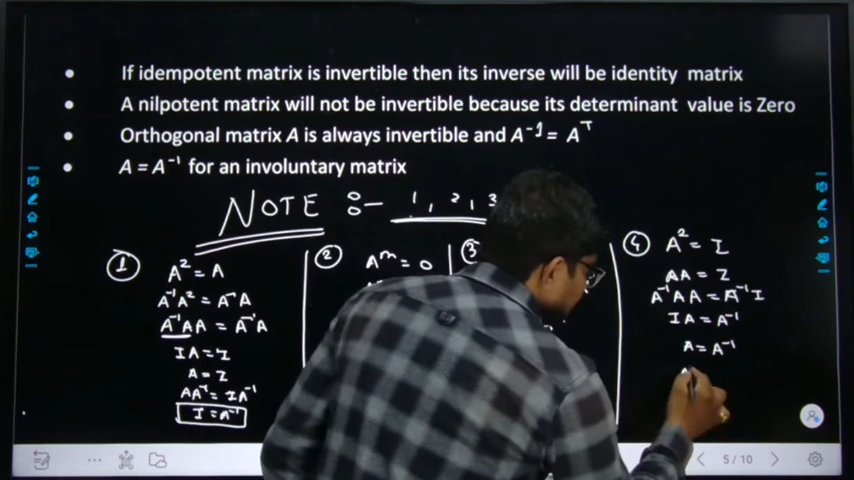 • If idempotent matrix is invertible then its inverse will be identity matrix
• A nilpotent matrix will not be invertible because its determinant value is Zero
• Orthogonal matrix A is always invertible and A⁻¹ = Aᵀ
• A = A⁻¹ for an involuntary matrix
NOTE :- 1, 2, 3
① A² = A
A⁻¹A² = A⁻¹A
A⁻¹AA = A⁻¹A
IA = I
A = I
AA⁻¹ = IA⁻¹
I = A⁻¹
② Aᵐ = 0
③
④ A² = I
AA = I
A⁻¹AA = A⁻¹I
IA = A⁻¹
A = A⁻¹
5 / 10